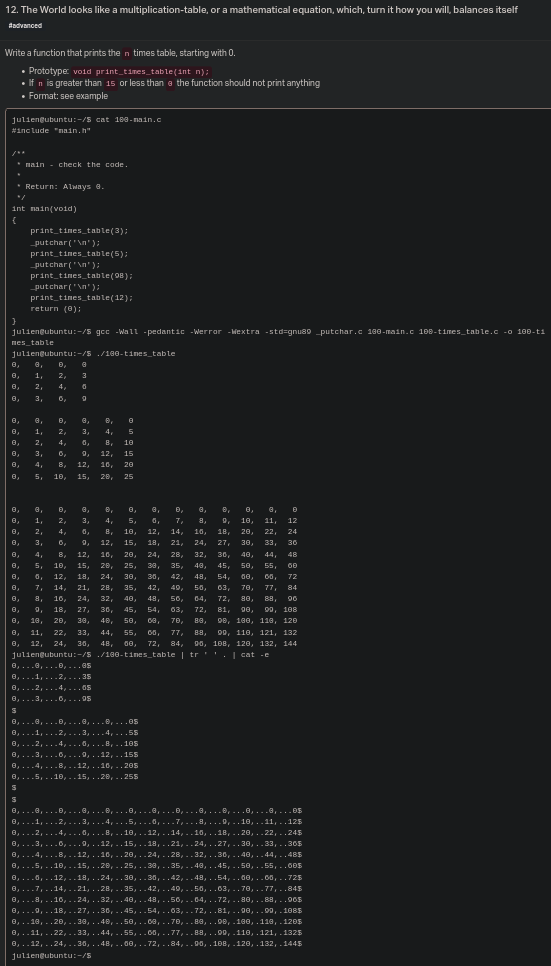 12. The World looks like a multiplication-table, or a mathematical equation, which, turn it how you will, balances itself
#advanced
Write a function that prints the n times table, starting with 0.
• Prototype: void print_times_table(int n);
• If n is greater than 15 or less than 0 the function should not print anything
• Format: see example
julien@ubuntu:~/$ cat 100-main.c
#include "main.h"

/**
 * main - check the code.
 *
 * Return: Always 0.
 */
int main(void)
{
    print_times_table(3);
    _putchar('\n');
    print_times_table(5);
    _putchar('\n');
    print_times_table(98);
    _putchar('\n');
    print_times_table(12);
    return (0);
}
julien@ubuntu:~/$ gcc -Wall -pedantic -Werror -Wextra -std=gnu89 _putchar.c 100-main.c 100-times_table.c -o 100-ti
mes_table
julien@ubuntu:~/$ ./100-times_table
0,   0,   0,   0
0,   1,   2,   3
0,   2,   4,   6
0,   3,   6,   9

0,   0,   0,   0,   0,   0
0,   1,   2,   3,   4,   5
0,   2,   4,   6,   8,  10
0,   3,   6,   9,  12,  15
0,   4,   8,  12,  16,  20
0,   5,  10,  15,  20,  25


0,   0,   0,   0,   0,   0,   0,   0,   0,   0,   0,   0,   0
0,   1,   2,   3,   4,   5,   6,   7,   8,   9,  10,  11,  12
0,   2,   4,   6,   8,  10,  12,  14,  16,  18,  20,  22,  24
0,   3,   6,   9,  12,  15,  18,  21,  24,  27,  30,  33,  36
0,   4,   8,  12,  16,  20,  24,  28,  32,  36,  40,  44,  48
0,   5,  10,  15,  20,  25,  30,  35,  40,  45,  50,  55,  60
0,   6,  12,  18,  24,  30,  36,  42,  48,  54,  60,  66,  72
0,   7,  14,  21,  28,  35,  42,  49,  56,  63,  70,  77,  84
0,   8,  16,  24,  32,  40,  48,  56,  64,  72,  80,  88,  96
0,   9,  18,  27,  36,  45,  54,  63,  72,  81,  90,  99, 108
0,  10,  20,  30,  40,  50,  60,  70,  80,  90, 100, 110, 120
0,  11,  22,  33,  44,  55,  66,  77,  88,  99, 110, 121, 132
0,  12,  24,  36,  48,  60,  72,  84,  96, 108, 120, 132, 144
julien@ubuntu:~/$ ./100-times_table | tr ' ' . | cat -e
0,...0,...0,...0$
0,...1,...2,...3$
0,...2,...4,...6$
0,...3,...6,...9$
$
0,...0,...0,...0,...0,...0$
0,...1,...2,...3,...4,...5$
0,...2,...4,...6,...8,..10$
0,...3,...6,...9,..12,..15$
0,...4,...8,..12,..16,..20$
0,...5,..10,..15,..20,..25$
$
$
0,...0,...0,...0,...0,...0,...0,...0,...0,...0,...0,...0,...0$
0,...1,...2,...3,...4,...5,...6,...7,...8,...9,..10,..11,..12$
0,...2,...4,...6,...8,..10,..12,..14,..16,..18,..20,..22,..24$
0,...3,...6,...9,..12,..15,..18,..21,..24,..27,..30,..33,..36$
0,...4,...8,..12,..16,..20,..24,..28,..32,..36,..40,..44,..48$
0,...5,..10,..15,..20,..25,..30,..35,..40,..45,..50,..55,..60$
0,...6,..12,..18,..24,..30,..36,..42,..48,..54,..60,..66,..72$
0,...7,..14,..21,..28,..35,..42,..49,..56,..63,..70,..77,..84$
0,...8,..16,..24,..32,..40,..48,..56,..64,..72,..80,..88,..96$
0,...9,..18,..27,..36,..45,..54,..63,..72,..81,..90,..99,.108$
0,..10,..20,..30,..40,..50,..60,..70,..80,..90,.100,.110,.120$
0,..11,..22,..33,..44,..55,..66,..77,..88,..99,.110,.121,.132$
0,..12,..24,..36,..48,..60,..72,..84,..96,.108,.120,.132,.144$
julien@ubuntu:~/$